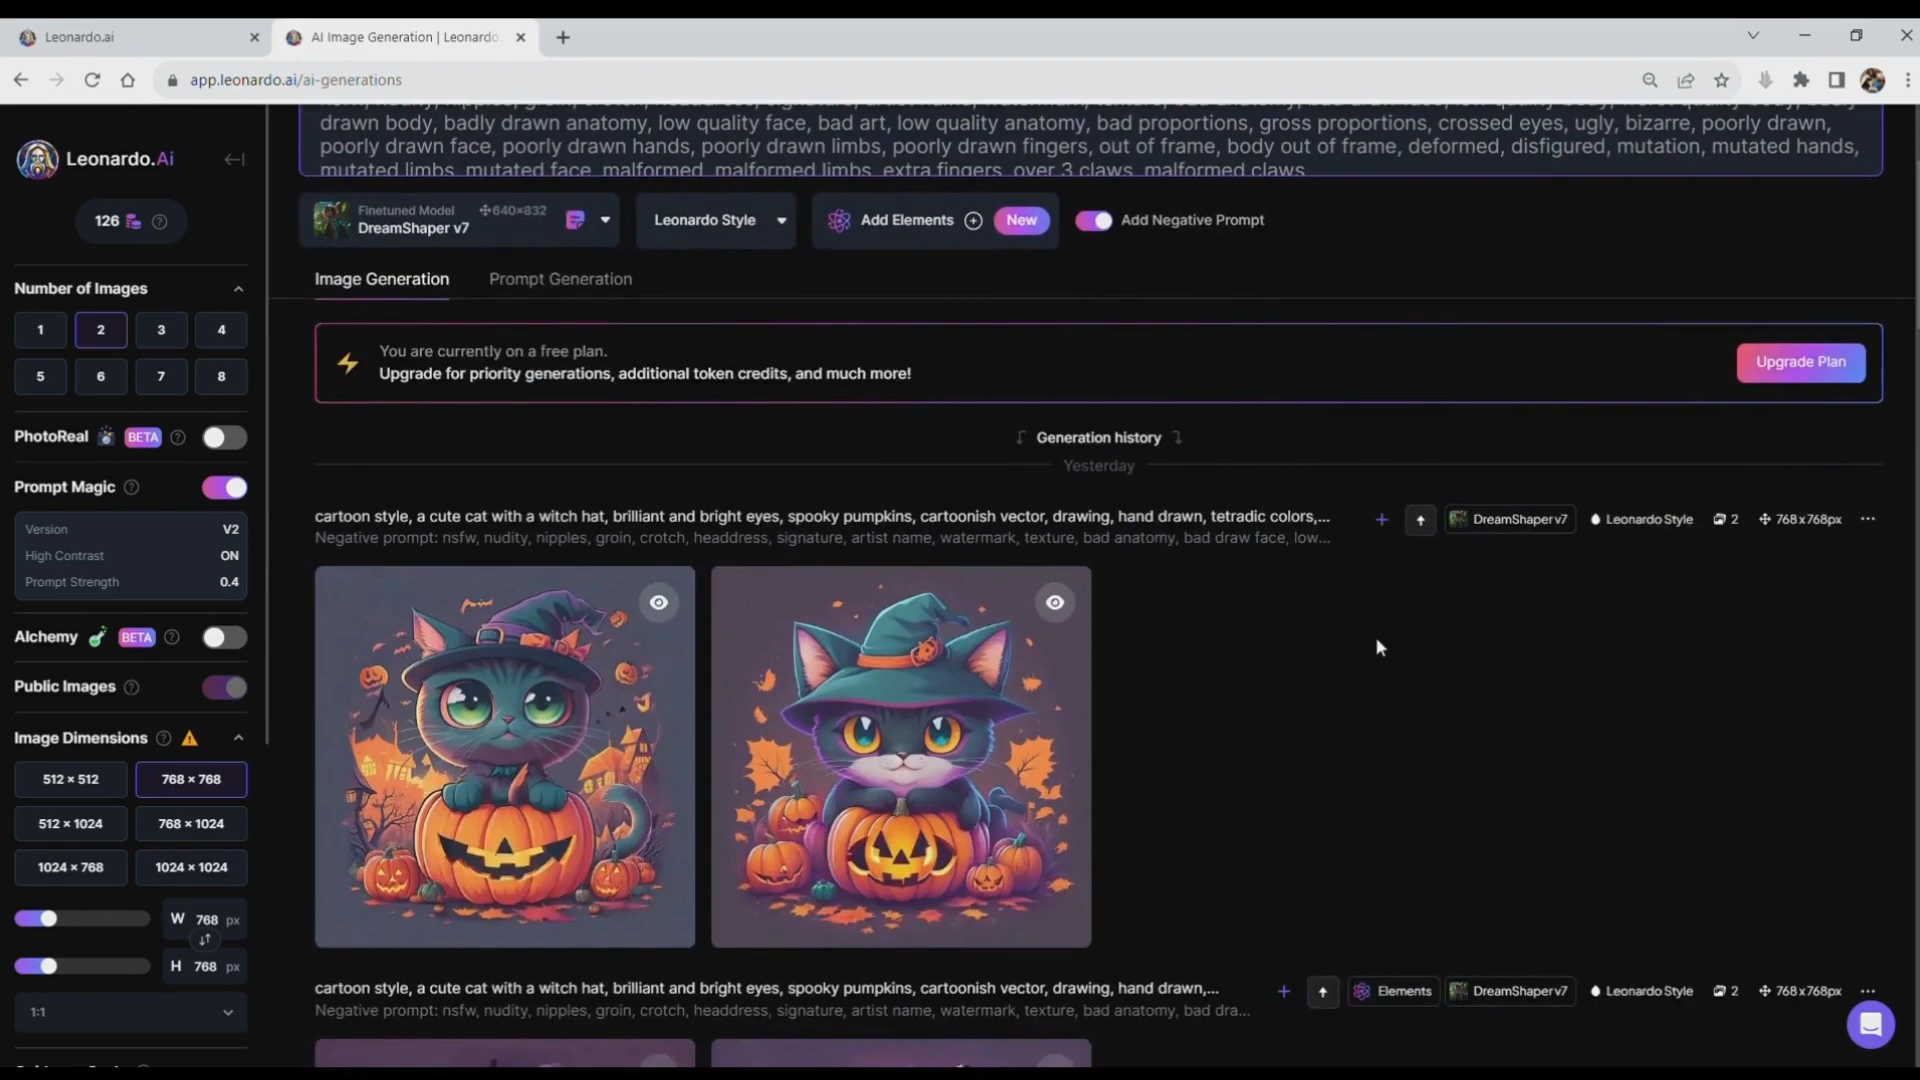 Leonardo.ai
AI Image Generation | Leonardo.
app.leonardo.ai/ai-generations
drawn body, badly drawn anatomy, low quality face, bad art, low quality anatomy, bad proportions, gross proportions, crossed eyes, ugly, bizarre, poorly drawn,
poorly drawn face, poorly drawn hands, poorly drawn limbs, poorly drawn fingers, out of frame, body out of frame, deformed, disfigured, mutation, mutated hands,
mutated limbs, mutated face, malformed, malformed limbs, extra fingers, over 3 claws, malformed claws
Leonardo.Ai
126
Finetuned Model
640×832
DreamShaper v7
Leonardo Style
Add Elements
New
Add Negative Prompt
Image Generation
Prompt Generation
Number of Images
1 2 3 4
5 6 7 8
You are currently on a free plan.
Upgrade for priority generations, additional token credits, and much more!
Upgrade Plan
PhotoReal BETA
Prompt Magic
Version V2
High Contrast ON
Prompt Strength 0.4
Alchemy BETA
Public Images
Image Dimensions
512 × 512 768 × 768
512 × 1024 768 × 1024
1024 × 768 1024 × 1024
W 768 px
H 768 px
1:1
Generation history
Yesterday
cartoon style, a cute cat with a witch hat, brilliant and bright eyes, spooky pumpkins, cartoonish vector, drawing, hand drawn, tetradic colors,...
DreamShaper v7 Leonardo Style 2 768x768px
Negative prompt: nsfw, nudity, nipples, groin, crotch, headdress, signature, artist name, watermark, texture, bad anatomy, bad draw face, low...
cartoon style, a cute cat with a witch hat, brilliant and bright eyes, spooky pumpkins, cartoonish vector, drawing, hand drawn,...
Elements DreamShaper v7 Leonardo Style 2 768x768px
Negative prompt: nsfw, nudity, nipples, groin, crotch, headdress, signature, artist name, watermark, texture, bad anatomy, bad dra...